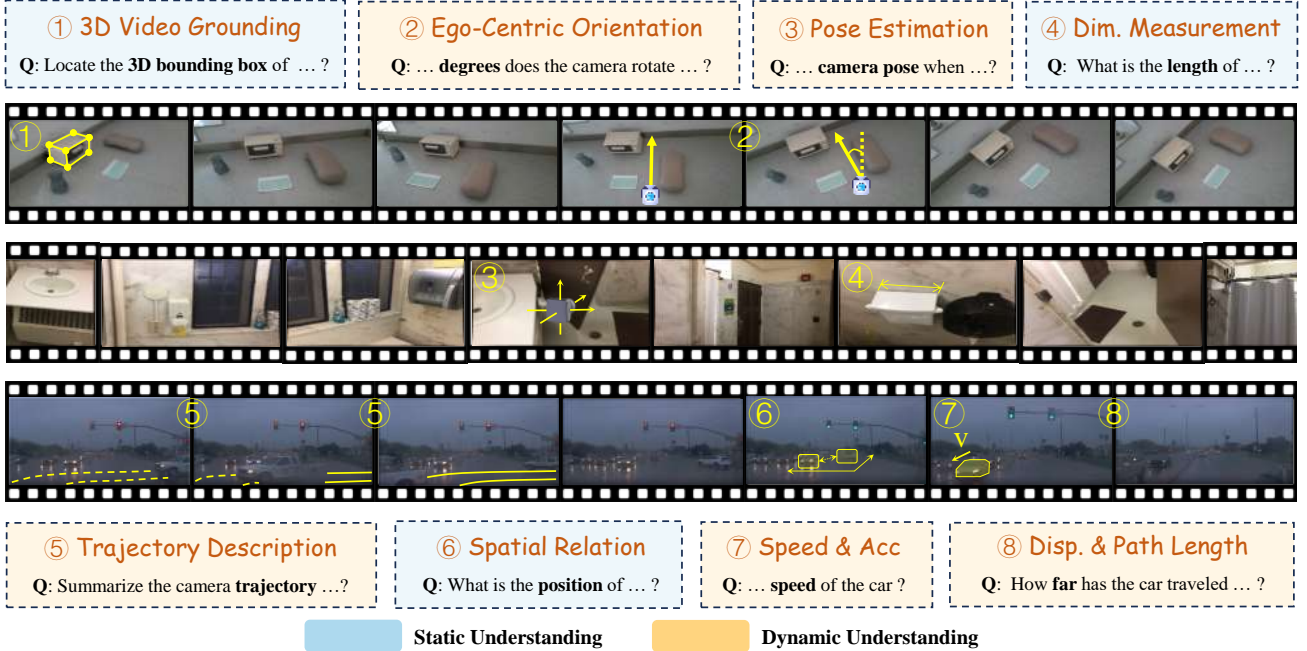 ① 3D Video Grounding
Q: Locate the 3D bounding box of … ?
② Ego-Centric Orientation
Q: … degrees does the camera rotate … ?
③ Pose Estimation
Q: … camera pose when …?
④ Dim. Measurement
Q: What is the length of … ?
①
②
③
④
⑤
⑤
⑥
⑦
V
⑧
⑤ Trajectory Description
Q: Summarize the camera trajectory …?
⑥ Spatial Relation
Q: What is the position of … ?
⑦ Speed & Acc
Q: … speed of the car ?
⑧ Disp. & Path Length
Q: How far has the car traveled … ?
Static Understanding
Dynamic Understanding